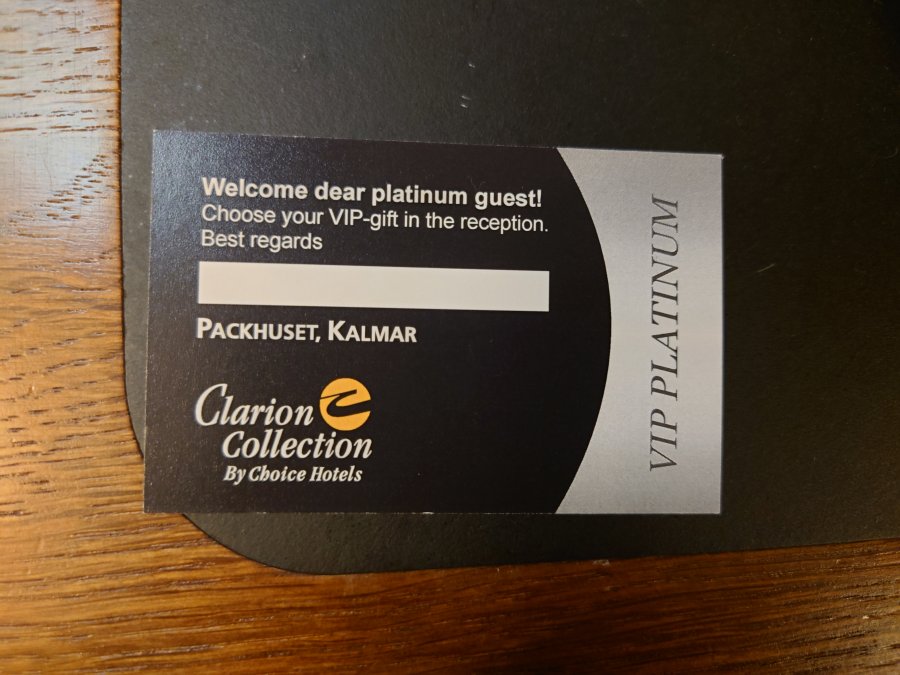 Welcome dear platinum guest!
Choose your VIP-gift in the reception.
Best regards
PACKHUSET, KALMAR
Clarion
Collection
By Choice Hotels
VIP PLATINUM